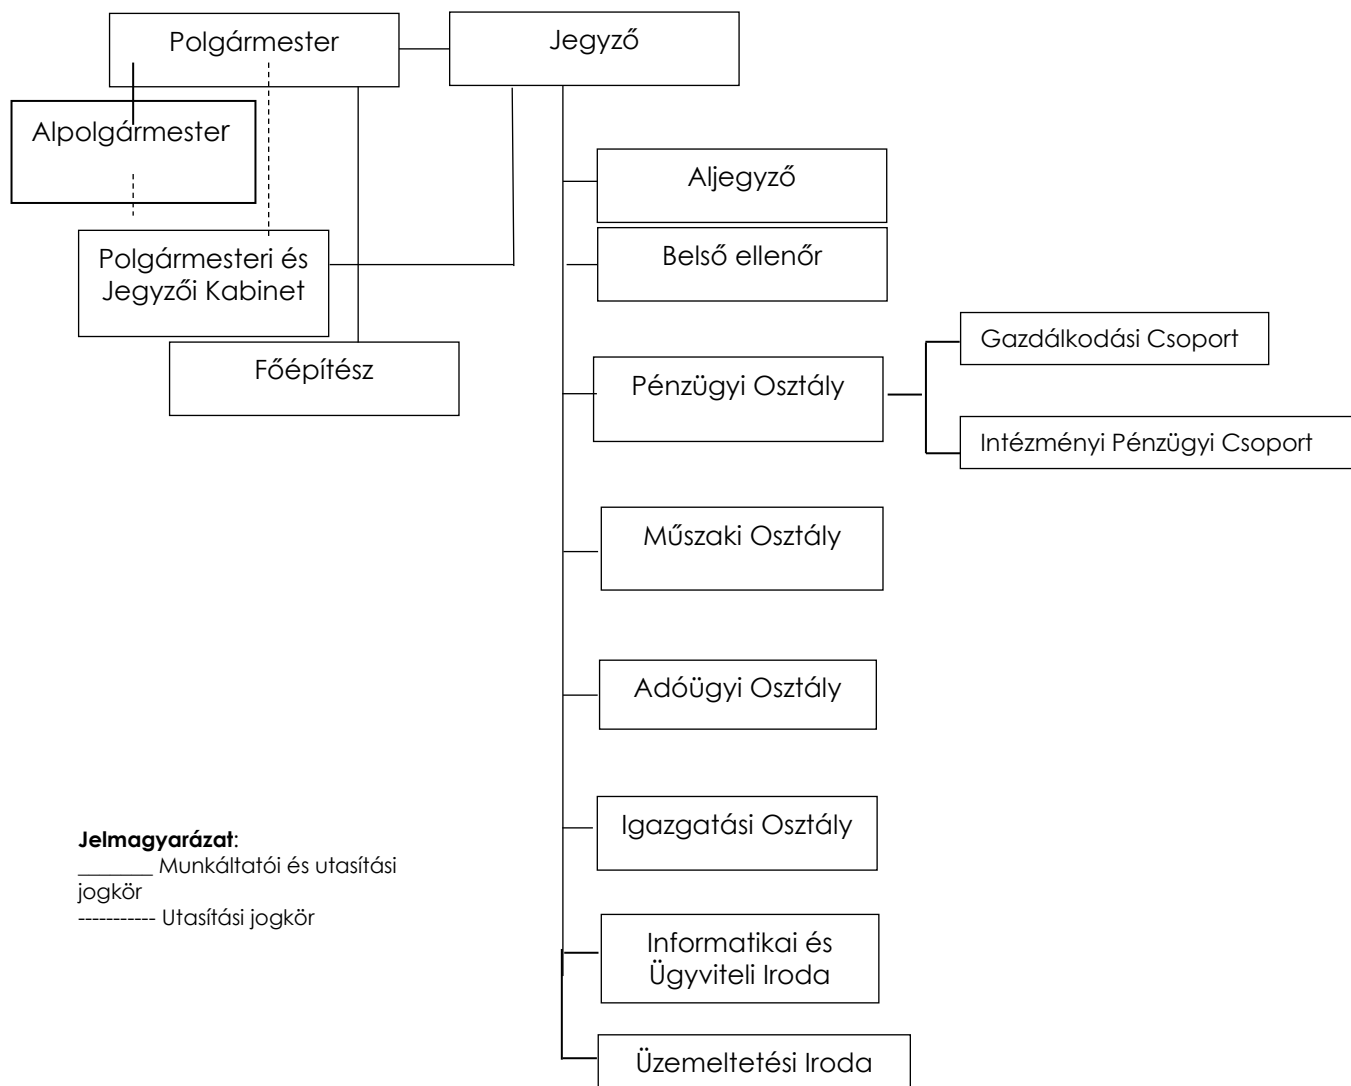 Polgármester
Jegyző
Alpolgármester
Aljegyző
Polgármesteri és
Jegyzői Kabinet
Belső ellenőr
Főépítész
Pénzügyi Osztály
Gazdálkodási Csoport
Intézményi Pénzügyi Csoport
Műszaki Osztály
Adóügyi Osztály
Igazgatási Osztály
Jelmagyarázat:
_______ Munkáltatói és utasítási
jogkör
----------- Utasítási jogkör
Informatikai és
Ügyviteli Iroda
Üzemeltetési Iroda